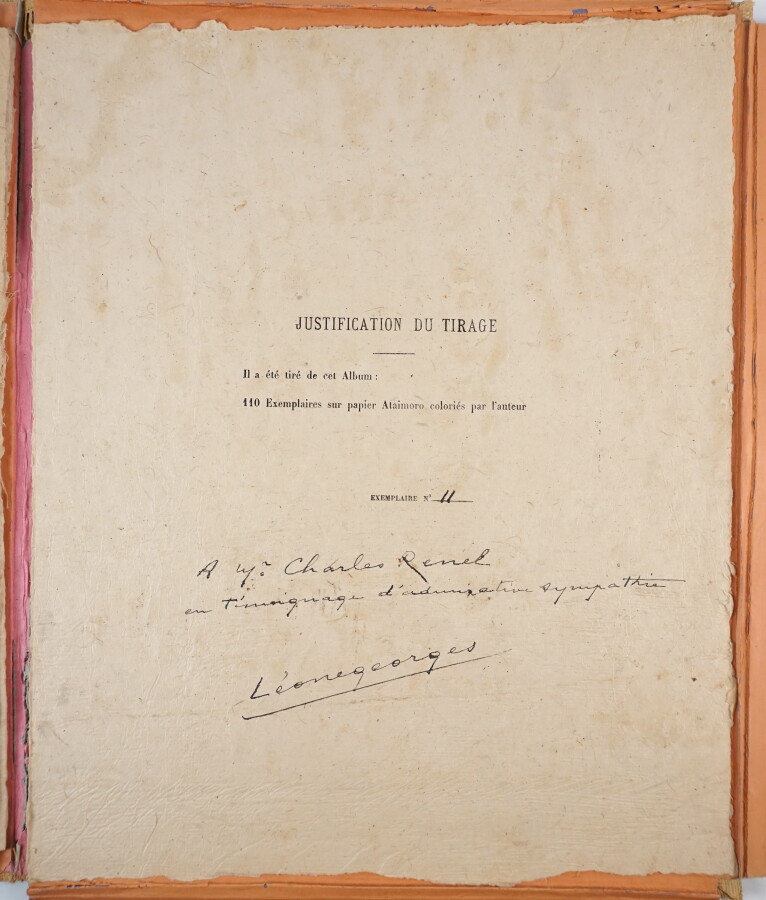 JUSTIFICATION DU TIRAGE
Il a été tiré de cet Album :
110 Exemplaires sur papier Ataimoro coloriés par l'auteur
EXEMPLAIRE N° 11
A Mr Charles Renel
en témoignage d'admirative sympathie
Léonegeorges